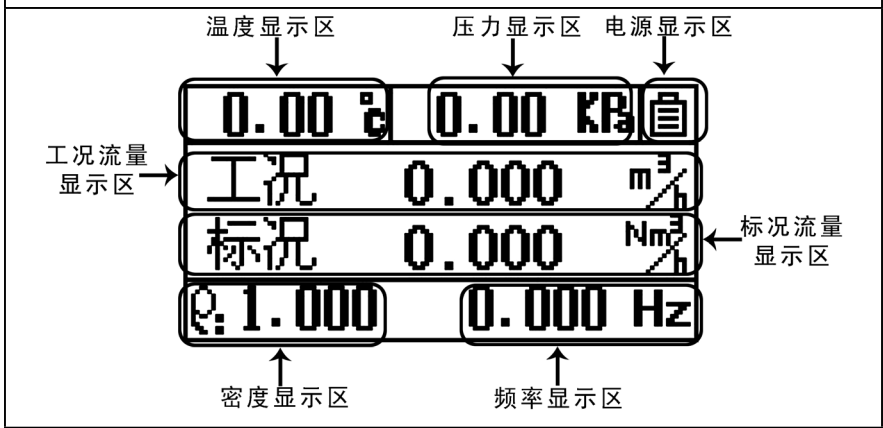 温度显示区 压力显示区 电源显示区
0.00 ℃ 0.00 KPa
工况流量
显示区
工况 0.000 m³/h
标况 0.000 Nm³/h
标况流量
显示区
ρ: 1.000 0.000 Hz
密度显示区 频率显示区